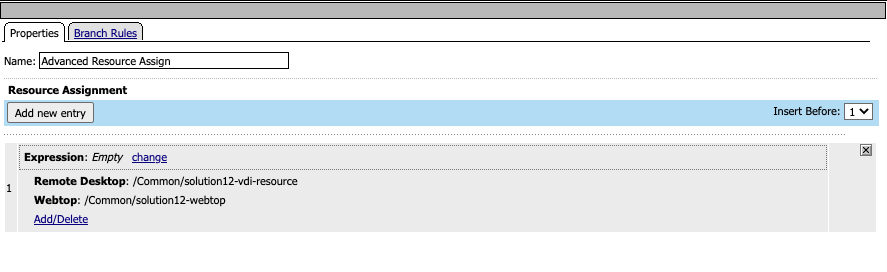 Properties Branch Rules
Name: Advanced Resource Assign
Resource Assignment
Add new entry Insert Before: 1
Expression: Empty change
1
Remote Desktop: /Common/solution12-vdi-resource
Webtop: /Common/solution12-webtop
Add/Delete